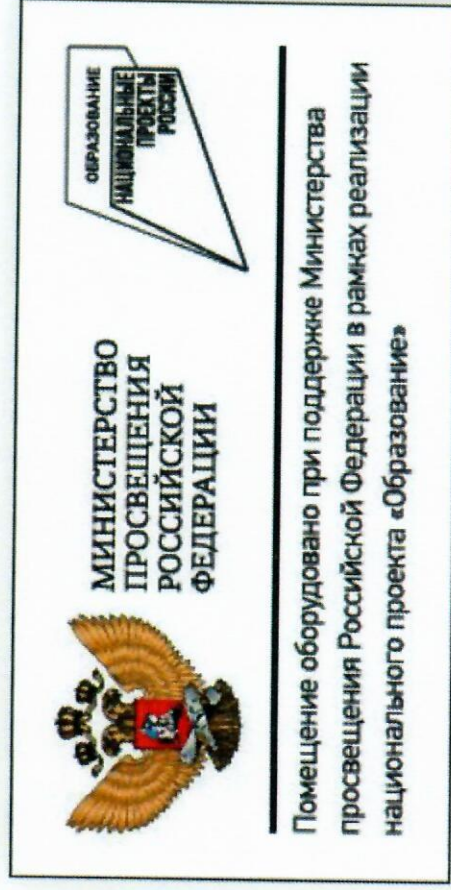 МИНИСТЕРСТВО
ПРОСВЕЩЕНИЯ
РОССИЙСКОЙ
ФЕДЕРАЦИИ
ОБРАЗОВАНИЕ
НАЦИОНАЛЬНЫЕ
ПРОЕКТЫ
РОССИИ
Помещение оборудовано при поддержке Министерства
просвещения Российской Федерации в рамках реализации
национального проекта «Образование»